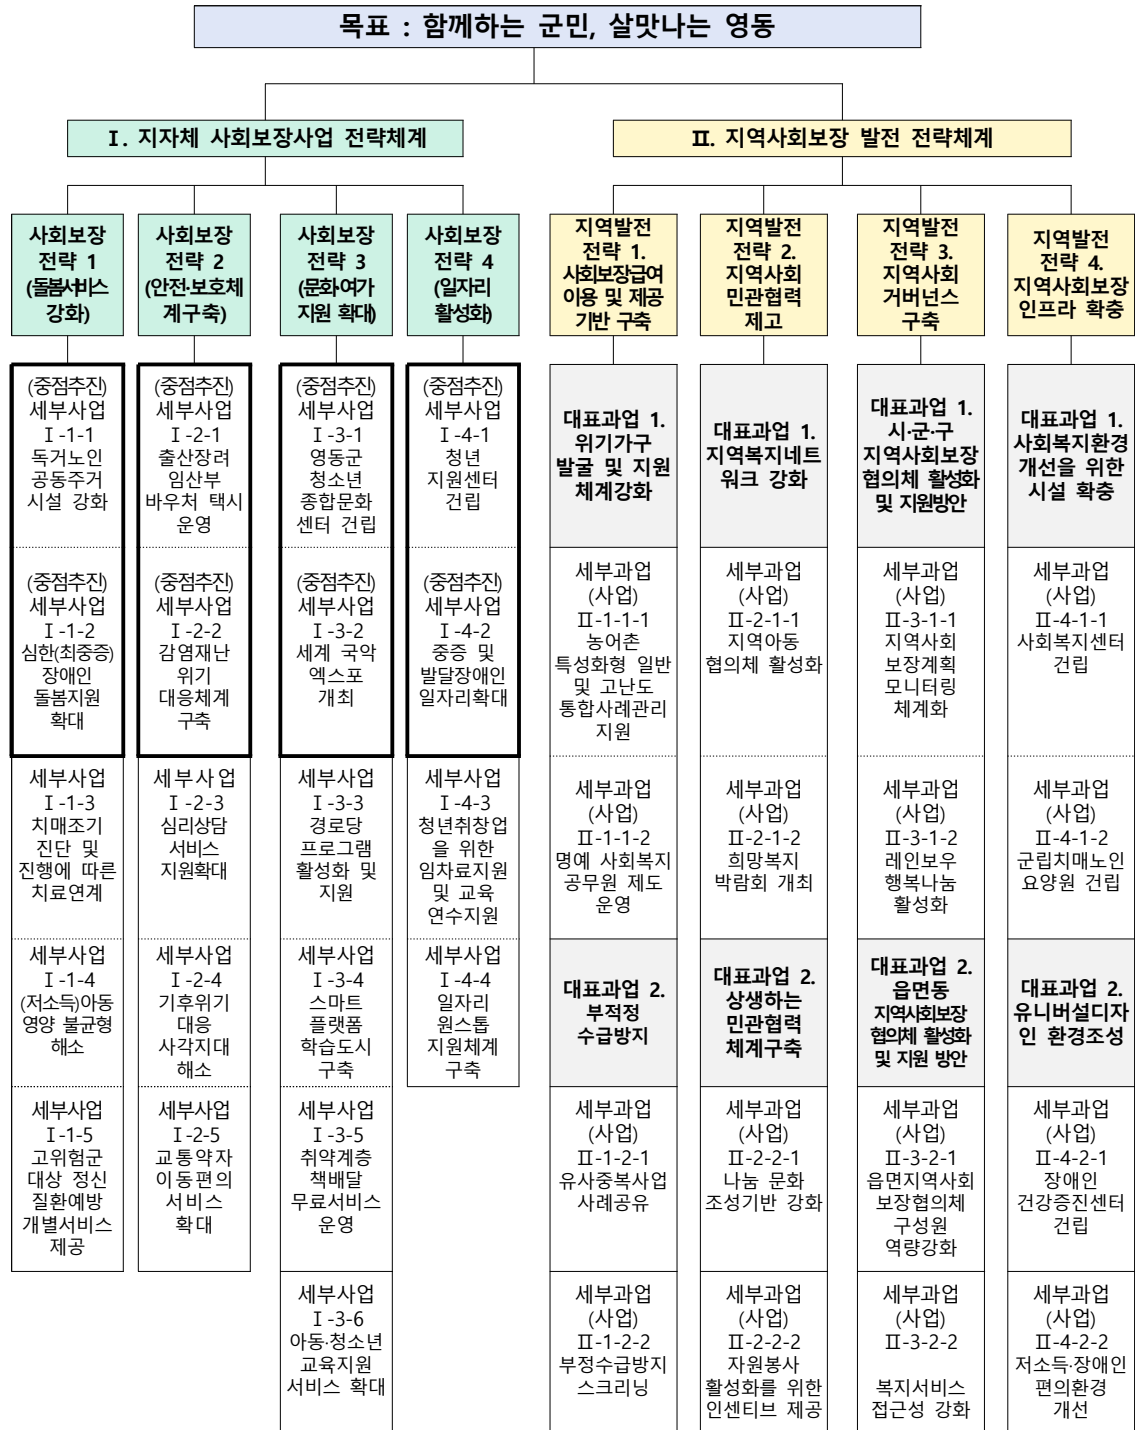 목표 : 함께하는 군민, 살맛나는 영동
Ⅰ. 지자체 사회보장사업 전략체계
Ⅱ. 지역사회보장 발전 전략체계
사회보장
전략 1
(돌봄서비스
강화)
사회보장
전략 2
(안전·보호체
계구축)
사회보장
전략 3
(문화·여가
지원 확대)
사회보장
전략 4
(일자리
활성화)
지역발전
전략 1.
사회보장급여
이용 및 제공
기반 구축
지역발전
전략 2.
지역사회
민관협력
제고
지역발전
전략 3.
지역사회
거버넌스
구축
지역발전
전략 4.
지역사회보장
인프라 확충
(중점추진)
세부사업
Ⅰ-1-1
독거노인
공동주거
시설 강화
(중점추진)
세부사업
Ⅰ-2-1
출산장려
임산부
바우처 택시
운영
(중점추진)
세부사업
Ⅰ-3-1
영동군
청소년
종합문화
센터 건립
(중점추진)
세부사업
Ⅰ-4-1
청년
지원센터
건립
대표과업 1.
위기가구
발굴 및 지원
체계강화
대표과업 1.
지역복지네트
워크 강화
대표과업 1.
시·군·구
지역사회보장
협의체 활성화
및 지원방안
대표과업 1.
사회복지환경
개선을 위한
시설 확충
(중점추진)
세부사업
Ⅰ-1-2
심한(최중증)
장애인
돌봄지원
확대
(중점추진)
세부사업
Ⅰ-2-2
감염재난
위기
대응체계
구축
(중점추진)
세부사업
Ⅰ-3-2
세계 국악
엑스포
개최
(중점추진)
세부사업
Ⅰ-4-2
중증 및
발달장애인
일자리확대
세부과업
(사업)
Ⅱ-1-1-1
농어촌
특성화형 일반
및 고난도
통합사례관리
지원
세부과업
(사업)
Ⅱ-2-1-1
지역아동
협의체 활성화
세부과업
(사업)
Ⅱ-3-1-1
지역사회
보장계획
모니터링
체계화
세부과업
(사업)
Ⅱ-4-1-1
사회복지센터
건립
세부사업
Ⅰ-1-3
치매조기
진단 및
진행에 따른
치료연계
세부사업
Ⅰ-2-3
심리상담
서비스
지원확대
세부사업
Ⅰ-3-3
경로당
프로그램
활성화 및
지원
세부사업
Ⅰ-4-3
청년취창업
을 위한
임차료지원
및 교육
연수지원
세부과업
(사업)
Ⅱ-1-1-2
명예 사회복지
공무원 제도
운영
세부과업
(사업)
Ⅱ-2-1-2
희망복지
박람회 개최
세부과업
(사업)
Ⅱ-3-1-2
레인보우
행복나눔
활성화
세부과업
(사업)
Ⅱ-4-1-2
군립치매노인
요양원 건립
세부사업
Ⅰ-1-4
(저소득)아동
영양 불균형
해소
세부사업
Ⅰ-2-4
기후위기
대응
사각지대
해소
세부사업
Ⅰ-3-4
스마트
플랫폼
학습도시
구축
세부사업
Ⅰ-4-4
일자리
원스톱
지원체계
구축
대표과업 2.
부적정
수급방지
대표과업 2.
상생하는
민관협력
체계구축
대표과업 2.
읍면동
지역사회보장
협의체 활성화
및 지원 방안
대표과업 2.
유니버설디자
인 환경조성
세부사업
Ⅰ-1-5
고위험군
대상 정신
질환예방
개별서비스
제공
세부사업
Ⅰ-2-5
교통약자
이동편의
서비스
확대
세부사업
Ⅰ-3-5
취약계층
책배달
무료서비스
운영
세부과업
(사업)
Ⅱ-1-2-1
유사중복사업
사례공유
세부과업
(사업)
Ⅱ-2-2-1
나눔 문화
조성기반 강화
세부과업
(사업)
Ⅱ-3-2-1
읍면지역사회
보장협의체
구성원
역량강화
세부과업
(사업)
Ⅱ-4-2-1
장애인
건강증진센터
건립
세부사업
Ⅰ-3-6
아동·청소년
교육지원
서비스 확대
세부과업
(사업)
Ⅱ-1-2-2
부정수급방지
스크리닝
세부과업
(사업)
Ⅱ-2-2-2
자원봉사
활성화를 위한
인센티브 제공
세부과업
(사업)
Ⅱ-3-2-2
복지서비스
접근성 강화
세부과업
(사업)
Ⅱ-4-2-2
저소득·장애인
편의환경
개선